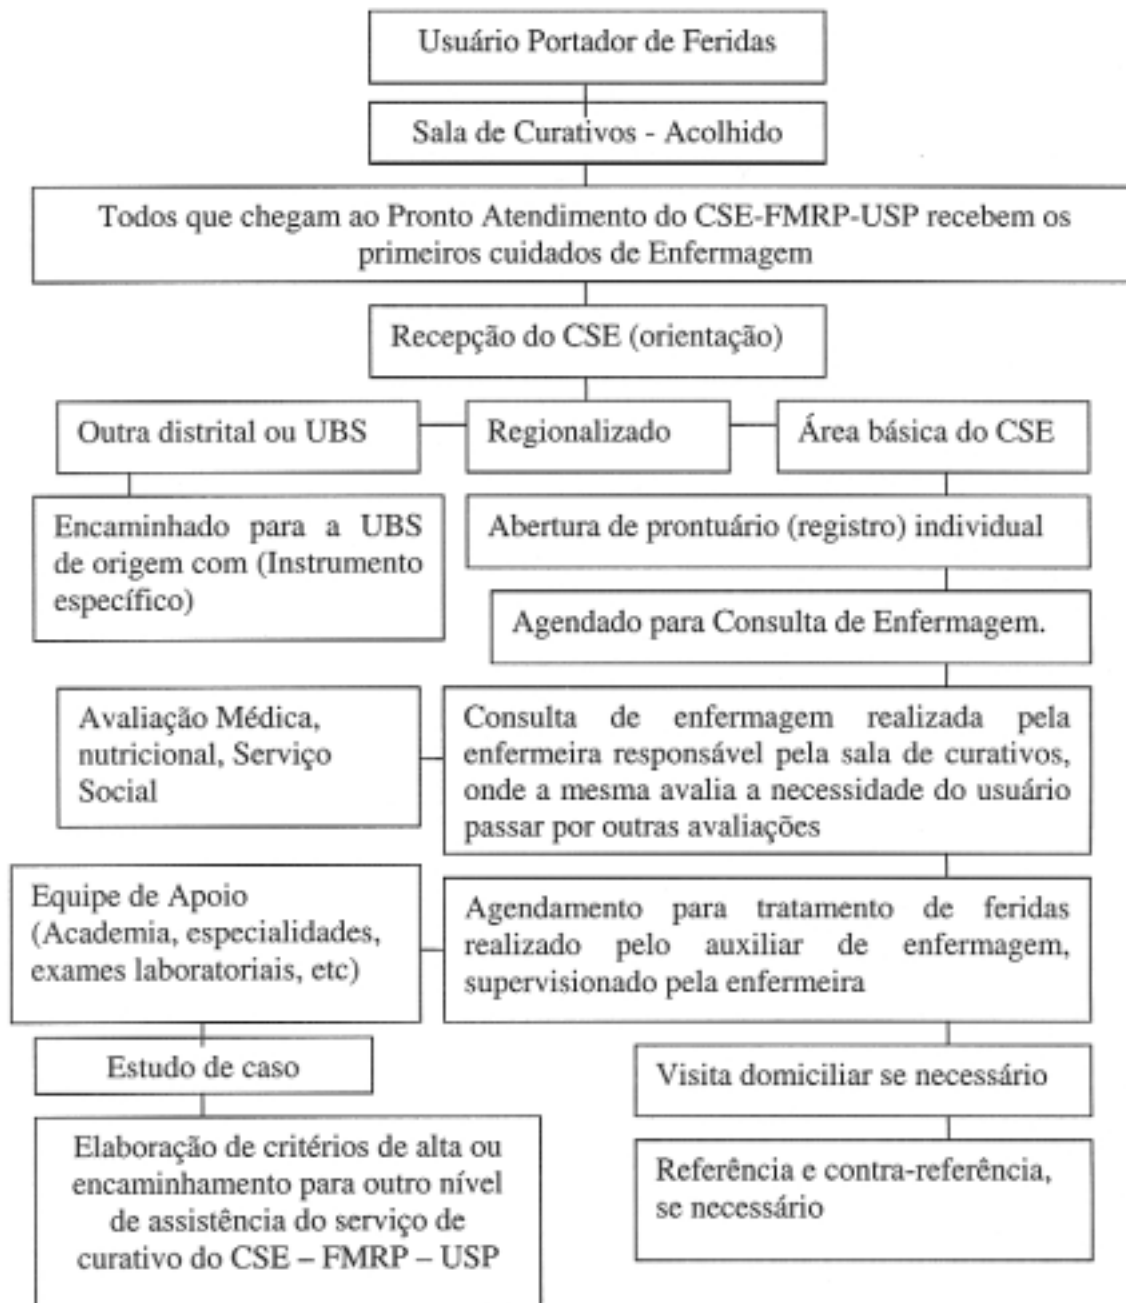 Usuário Portador de Feridas
Sala de Curativos - Acolhido
Todos que chegam ao Pronto Atendimento do CSE-FMRP-USP recebem os
primeiros cuidados de Enfermagem
Recepção do CSE (orientação)
Outra distrital ou UBS
Regionalizado
Área básica do CSE
Encaminhado para a UBS
de origem com (Instrumento
específico)
Abertura de prontuário (registro) individual
Agendado para Consulta de Enfermagem.
Avaliação Médica,
nutricional, Serviço
Social
Consulta de enfermagem realizada pela
enfermeira responsável pela sala de curativos,
onde a mesma avalia a necessidade do usuário
passar por outras avaliações
Equipe de Apoio
(Academia, especialidades,
exames laboratoriais, etc)
Agendamento para tratamento de feridas
realizado pelo auxiliar de enfermagem,
supervisionado pela enfermeira
Estudo de caso
Visita domiciliar se necessário
Elaboração de critérios de alta ou
encaminhamento para outro nível
de assistência do serviço de
curativo do CSE – FMRP – USP
Referência e contra-referência,
se necessário